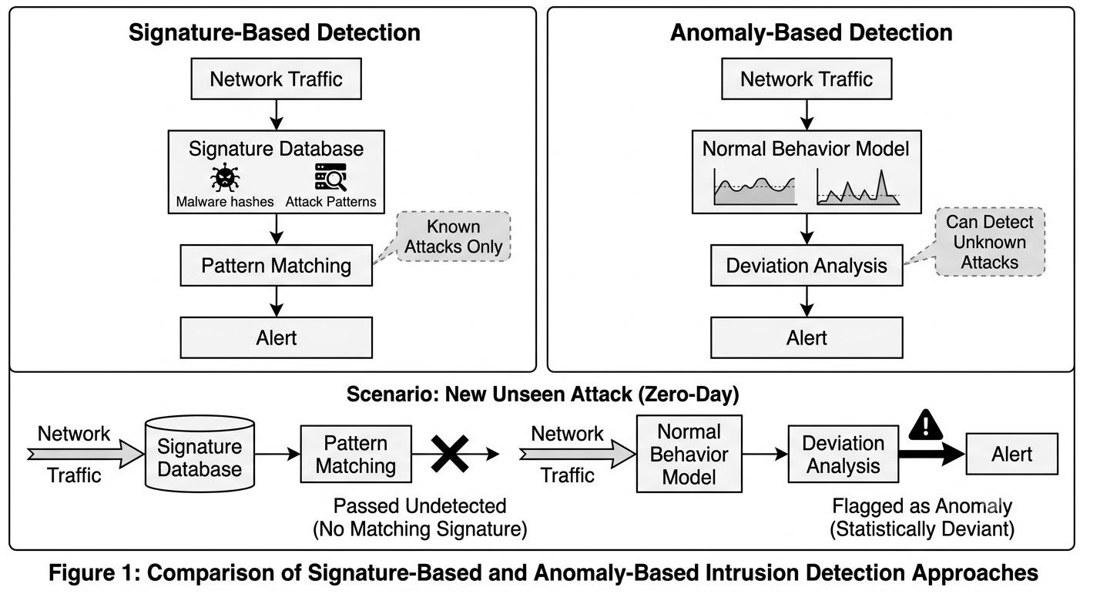 Signature-Based Detection
Network Traffic
Signature Database
Malware hashes
Attack Patterns
Known
Attacks Only
Pattern Matching
Alert
Anomaly-Based Detection
Network Traffic
Normal Behavior Model
Can Detect
Unknown
Attacks
Deviation Analysis
Alert
Scenario: New Unseen Attack (Zero-Day)
Network
Traffic
Signature
Database
Pattern
Matching
Passed Undetected
(No Matching Signature)
Network
Traffic
Normal
Behavior
Model
Deviation
Analysis
Alert
Flagged as Anomaly
(Statistically Deviant)
Figure 1: Comparison of Signature-Based and Anomaly-Based Intrusion Detection Approaches